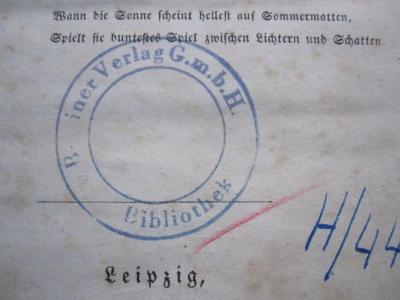 Wann die Sonne scheint hellest auf Sommermatten,
Spielt sie buntestes Spiel zwischen Lichtern und Schatten.
B iner Verlag G.m.b.H.
Bibliothek
H/44
Leipzig,